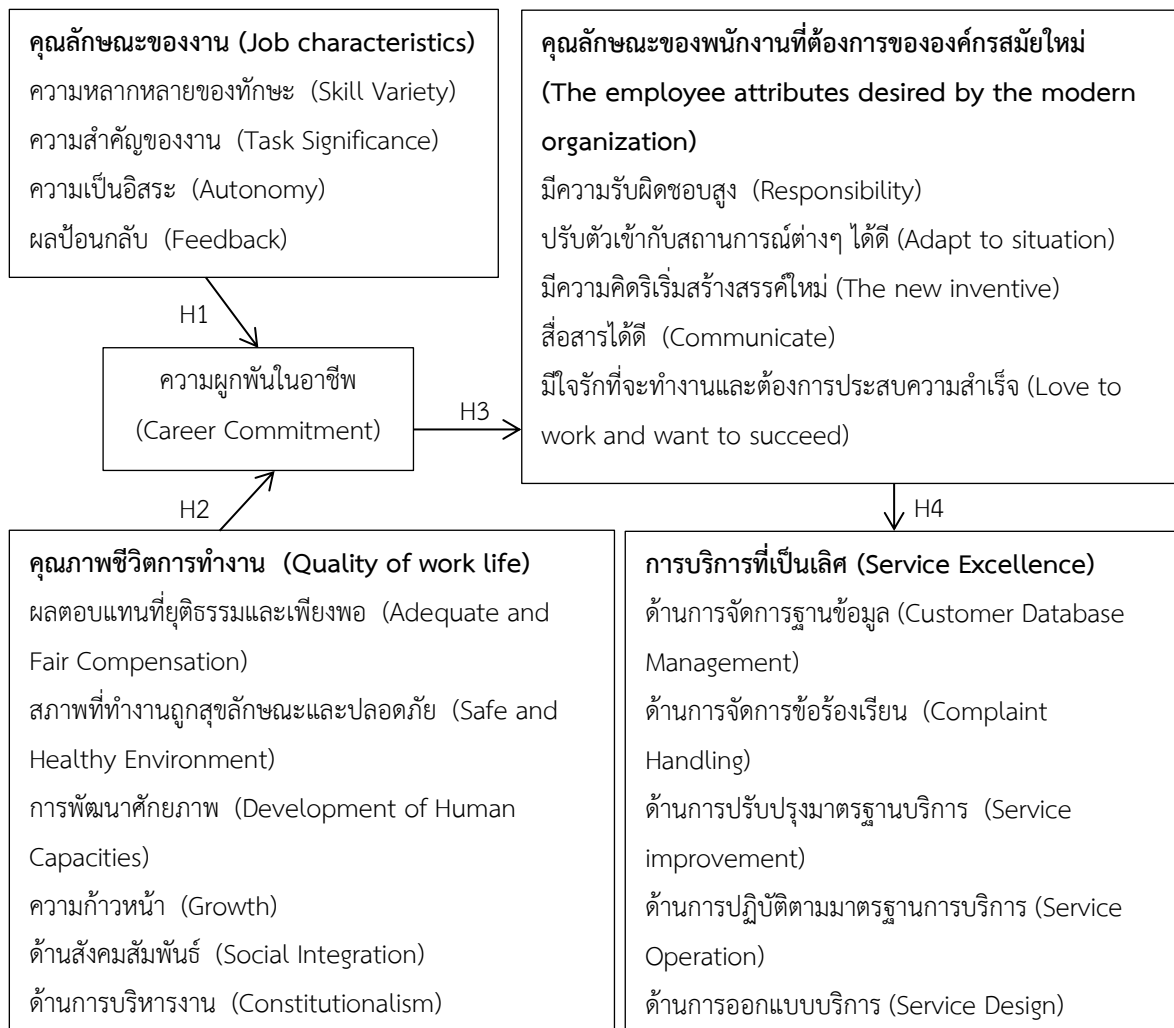 คุณลักษณะของงาน (Job characteristics)
ความหลากหลายของทักษะ (Skill Variety)
ความสำคัญของงาน (Task Significance)
ความเป็นอิสระ (Autonomy)
ผลป้อนกลับ (Feedback)
คุณลักษณะของพนักงานที่ต้องการขององค์กรสมัยใหม่
(The employee attributes desired by the modern
organization)
มีความรับผิดชอบสูง (Responsibility)
ปรับตัวเข้ากับสถานการณ์ต่างๆ ได้ดี (Adapt to situation)
มีความคิดริเริ่มสร้างสรรค์ใหม่ (The new inventive)
สื่อสารได้ดี (Communicate)
มีใจรักที่จะทำงานและต้องการประสบความสำเร็จ (Love to
work and want to succeed)
H1
ความผูกพันในอาชีพ
(Career Commitment)
H3
H2
H4
คุณภาพชีวิตการทำงาน (Quality of work life)
ผลตอบแทนที่ยุติธรรมและเพียงพอ (Adequate and
Fair Compensation)
สภาพที่ทำงานถูกสุขลักษณะและปลอดภัย (Safe and
Healthy Environment)
การพัฒนาศักยภาพ (Development of Human
Capacities)
ความก้าวหน้า (Growth)
ด้านสังคมสัมพันธ์ (Social Integration)
ด้านการบริหารงาน (Constitutionalism)
การบริการที่เป็นเลิศ (Service Excellence)
ด้านการจัดการฐานข้อมูล (Customer Database
Management)
ด้านการจัดการข้อร้องเรียน (Complaint
Handling)
ด้านการปรับปรุงมาตรฐานบริการ (Service
improvement)
ด้านการปฏิบัติตามมาตรฐานการบริการ (Service
Operation)
ด้านการออกแบบบริการ (Service Design)